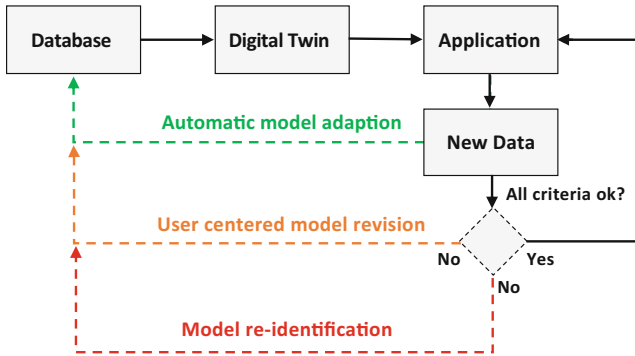 Database
Digital Twin
Application
Automatic model adaption
New Data
All criteria ok?
User centered model revision
No
Yes
No
Model re-identification